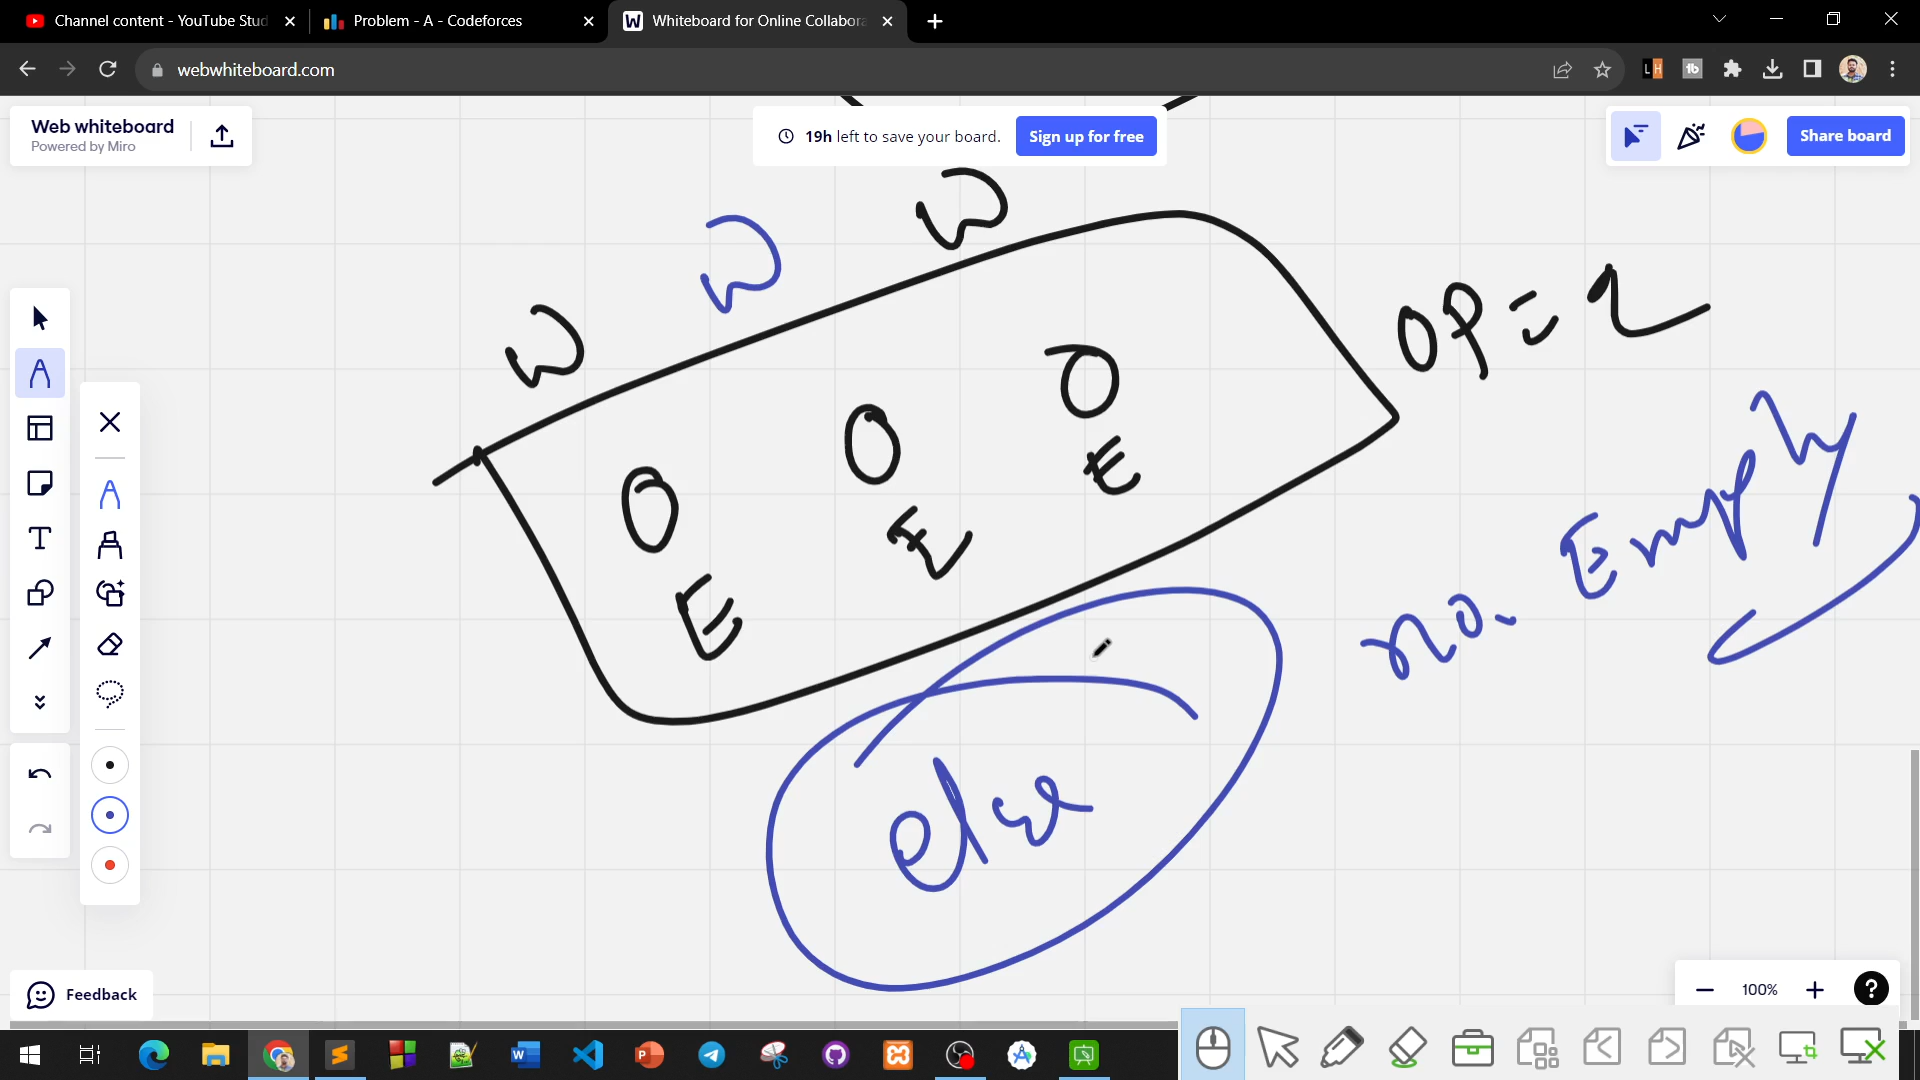 Channel content - YouTube Stud
Problem - A - Codeforces
Whiteboard for Online Collabora
webwhiteboard.com
Web whiteboard
Powered by Miro
19h left to save your board.
Sign up for free
Share board
W W W
OP = 2
O O O
E E E
no. Empty
else
100%
Feedback